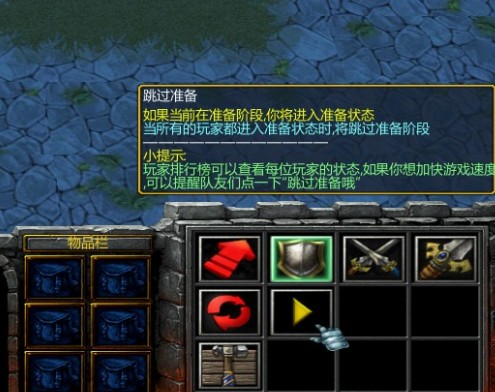 跳过准备
如果当前在准备阶段,你将进入准备状态
当所有的玩家都进入准备状态时,将跳过准备阶段
——————————————
小提示:
玩家排行榜可以查看每位玩家的状态,如果你想加快游戏速度
,可以提醒队友们点一下"跳过准备哦"
物品栏